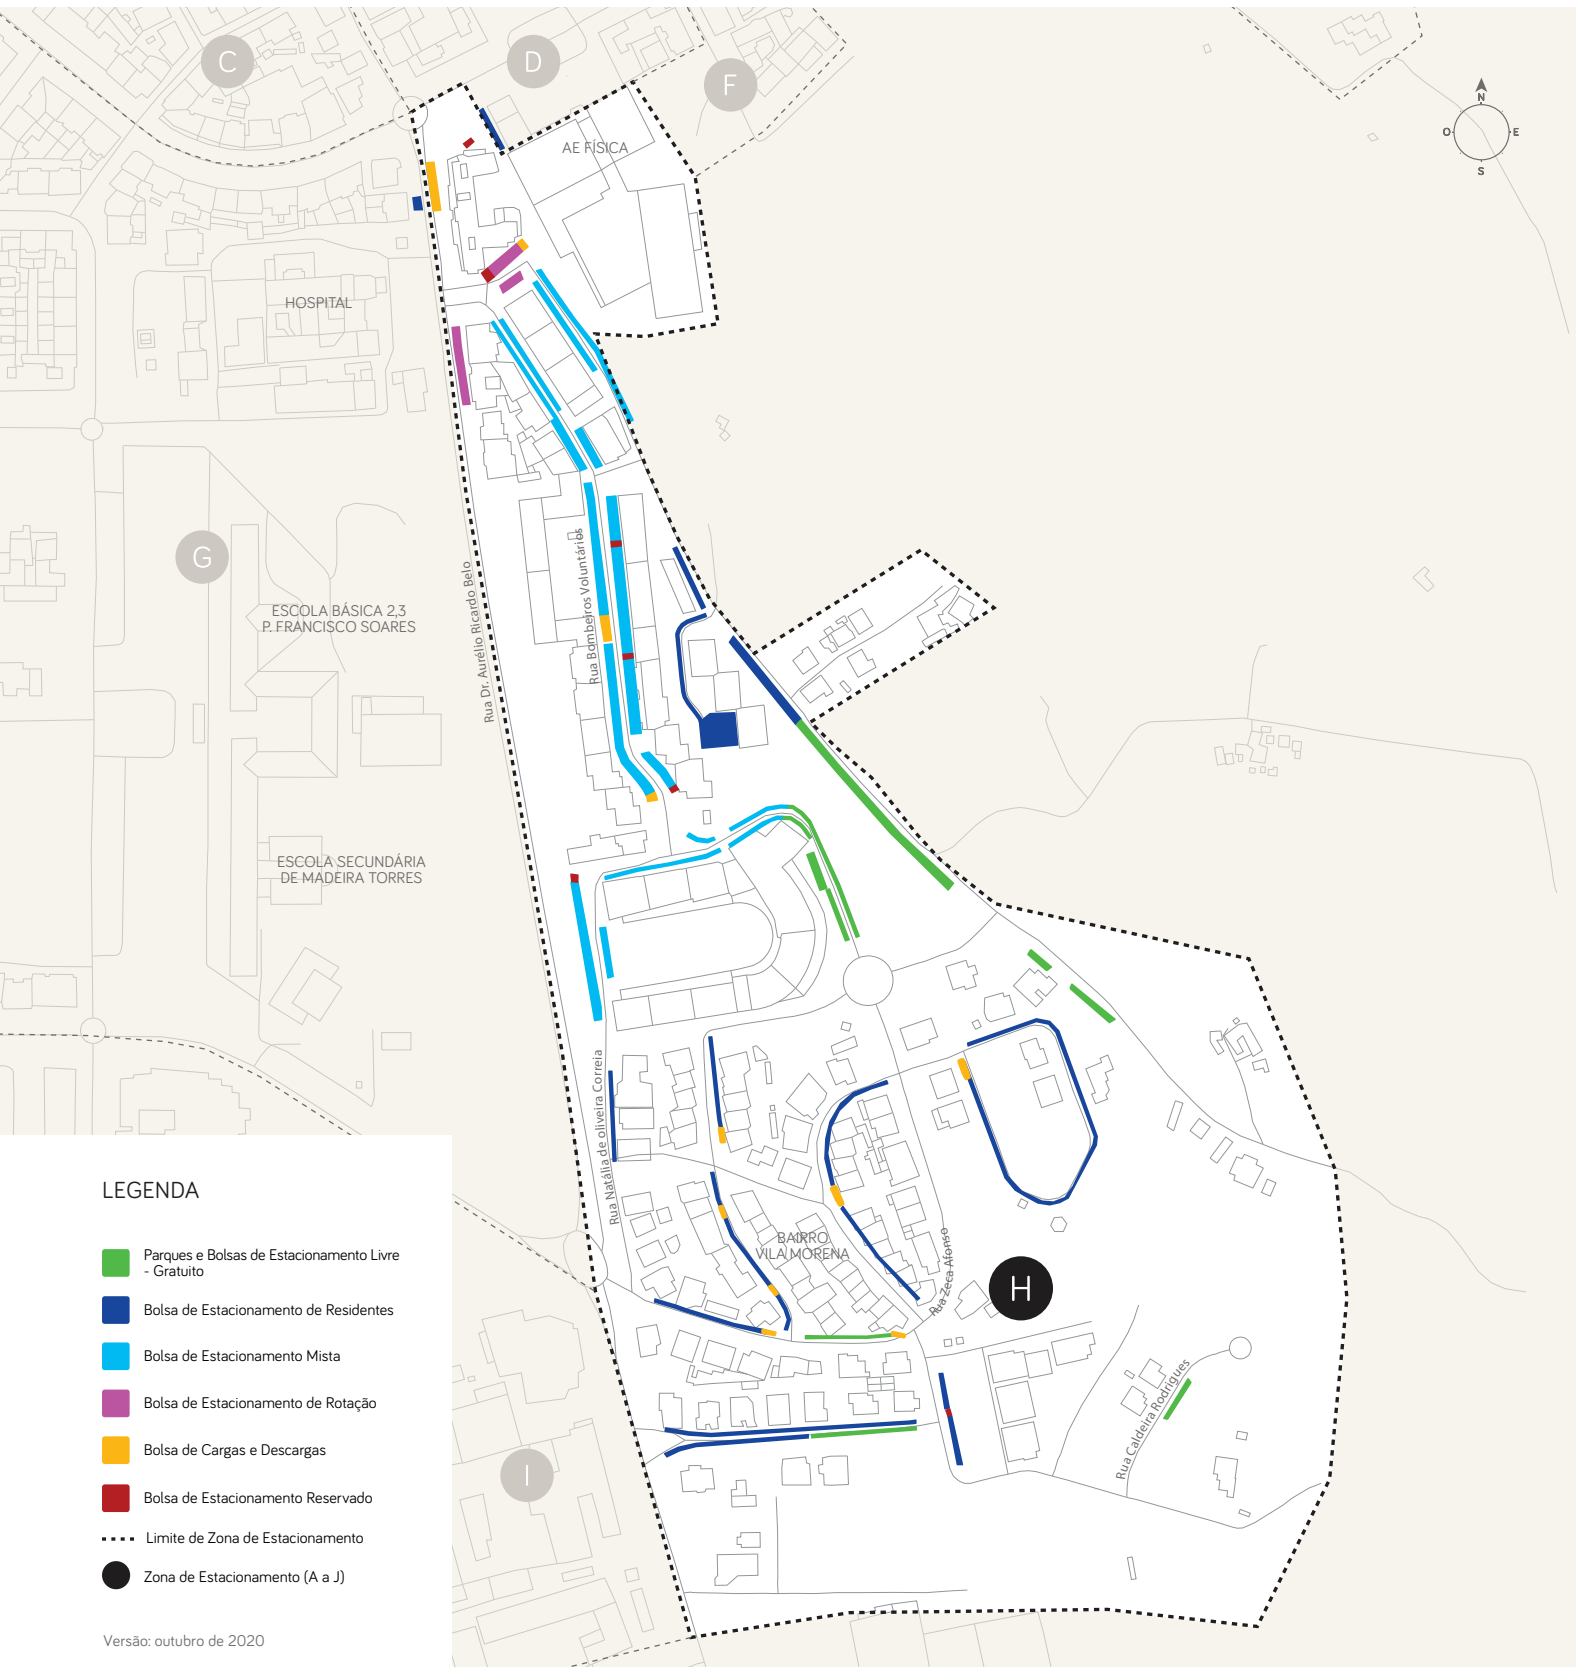 C
D
F
AE FÍSICA
N
O
E
S
HOSPITAL
G
ESCOLA BÁSICA 2,3
P. FRANCISCO SOARES
Rua Dr. Aurélio Ricardo Belo
Rua Bombeiros Voluntários
ESCOLA SECUNDÁRIA
DE MADEIRA TORRES
Rua Natália de oliveira Correia
BAIRRO
VILA MORENA
Rua Zeca Afonso
H
Rua Caldeira Rodrigues
I
LEGENDA
Parques e Bolsas de Estacionamento Livre
- Gratuito
Bolsa de Estacionamento de Residentes
Bolsa de Estacionamento Mista
Bolsa de Estacionamento de Rotação
Bolsa de Cargas e Descargas
Bolsa de Estacionamento Reservado
Limite de Zona de Estacionamento
Zona de Estacionamento (A a J)
Versão: outubro de 2020